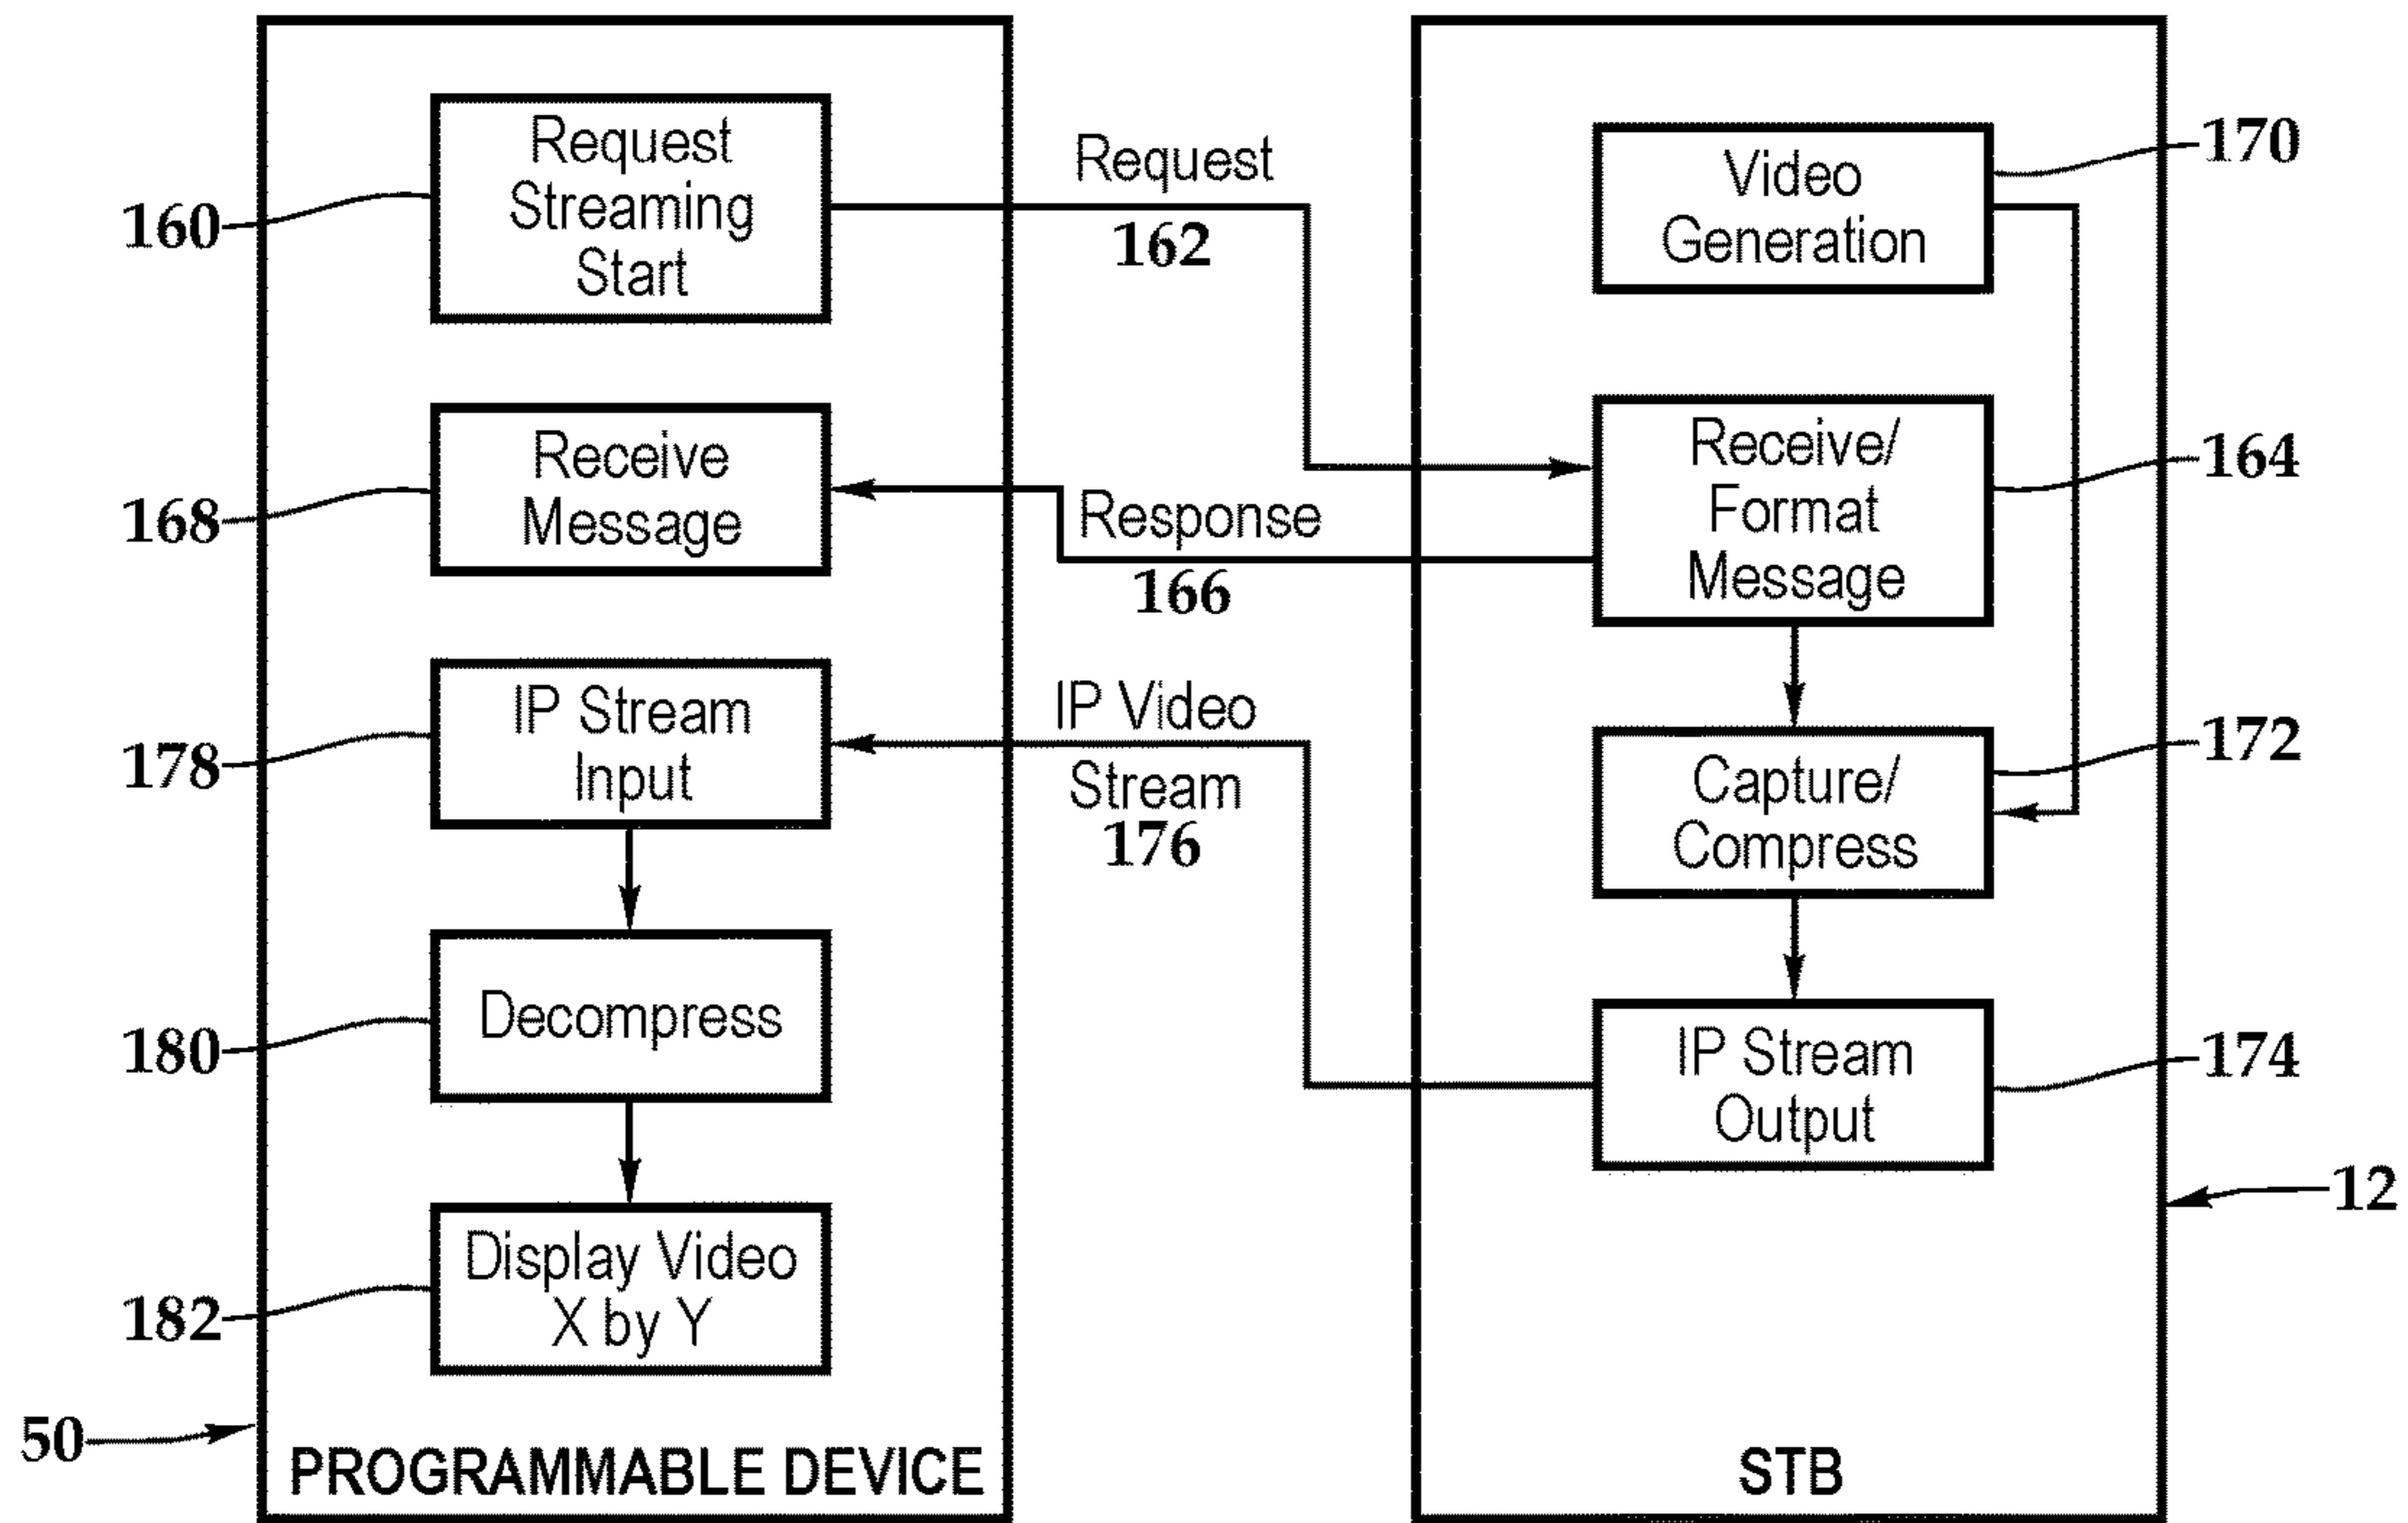 160
Request
Streaming
Start
Request
162
Video
Generation
170
168
Receive
Message
Response
166
Receive/
Format
Message
164
178
IP Stream
Input
IP Video
Stream
176
Capture/
Compress
172
180
Decompress
IP Stream
Output
174
12
182
Display Video
X by Y
50
PROGRAMMABLE DEVICE
STB